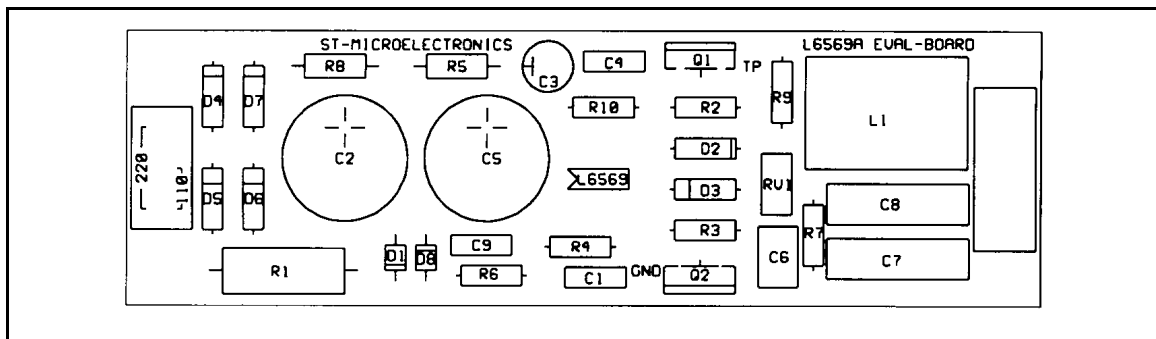 ST-MICROELECTRONICS
L6569A EVAL-BOARD
R8
R5
C3
C4
Q1
TP
D4
D7
R10
R2
R9
L1
220
110
C2
C5
D2
L6569
D3
RV1
D5
D6
C8
R3
R7
R1
D1
D8
C9
R4
R6
C1
GND
Q2
C6
C7